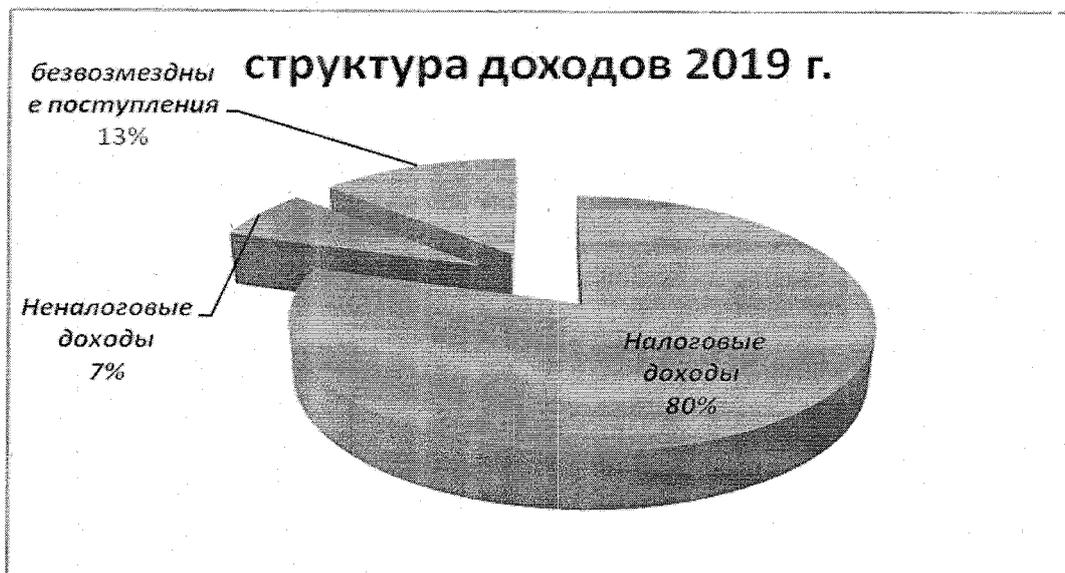 структура доходов 2019 г.
безвозмездны
е поступления
13%
Неналоговые
доходы
7%
Налоговые
доходы
80%